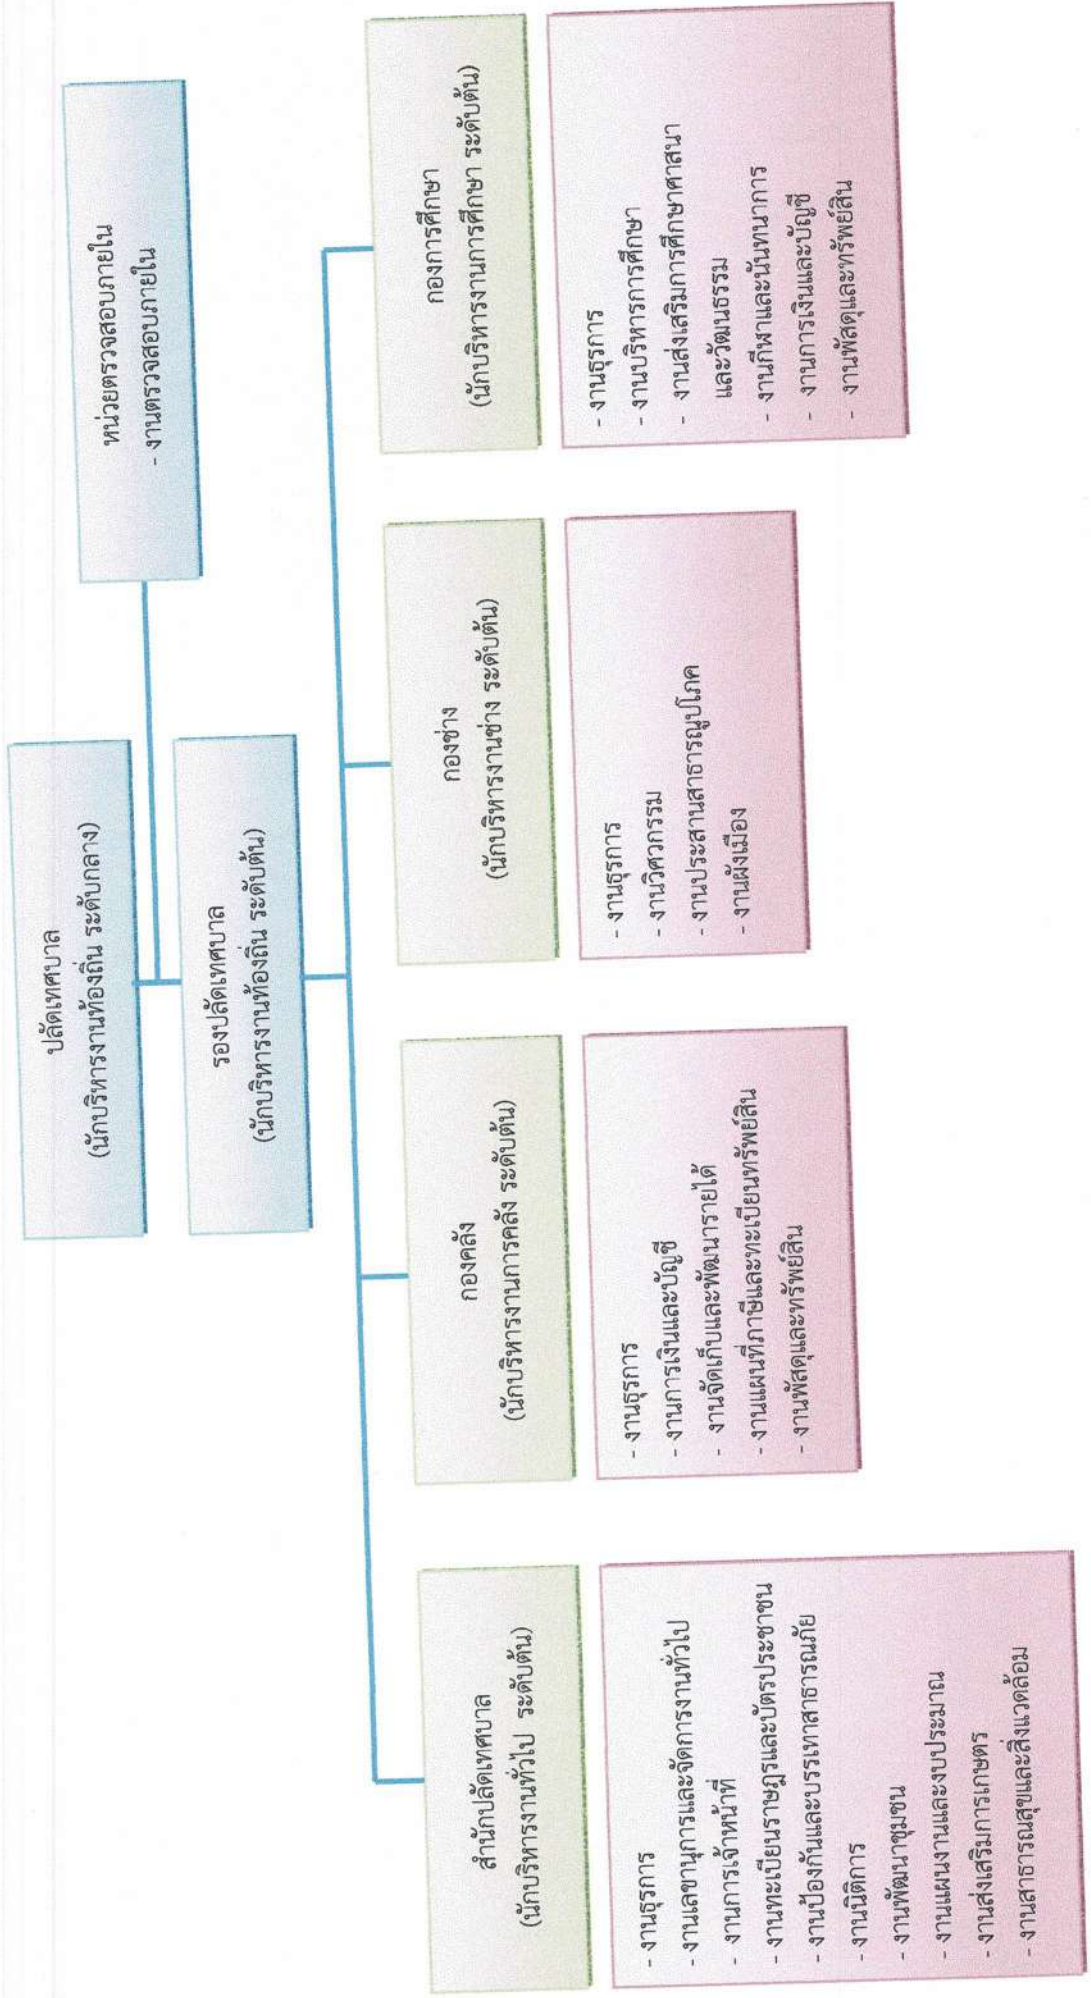 ปลัดเทศบาล
(นักบริหารงานท้องถิ่น ระดับกลาง)
หน่วยตรวจสอบภายใน
- งานตรวจสอบภายใน
รองปลัดเทศบาล
(นักบริหารงานท้องถิ่น ระดับต้น)
สำนักปลัดเทศบาล
(นักบริหารงานทั่วไป ระดับต้น)
- งานธุรการ
- งานเลขานุการและจัดการงานทั่วไป
- งานการเจ้าหน้าที่
- งานทะเบียนราษฎรและบัตรประชาชน
- งานป้องกันและบรรเทาสาธารณภัย
- งานนิติการ
- งานพัฒนาชุมชน
- งานแผนงานและงบประมาณ
- งานส่งเสริมการเกษตร
- งานสาธารณสุขและสิ่งแวดล้อม
กองคลัง
(นักบริหารงานการคลัง ระดับต้น)
- งานธุรการ
- งานการเงินและบัญชี
- งานจัดเก็บและพัฒนารายได้
- งานแผนที่ภาษีและทะเบียนทรัพย์สิน
- งานพัสดุและทรัพย์สิน
กองช่าง
(นักบริหารงานช่าง ระดับต้น)
- งานธุรการ
- งานวิศวกรรม
- งานประสานสาธารณูปโภค
- งานผังเมือง
กองการศึกษา
(นักบริหารงานการศึกษา ระดับต้น)
- งานธุรการ
- งานบริหารการศึกษา
- งานส่งเสริมการศึกษาศาสนา
และวัฒนธรรม
- งานกีฬาและนันทนาการ
- งานการเงินและบัญชี
- งานพัสดุและทรัพย์สิน